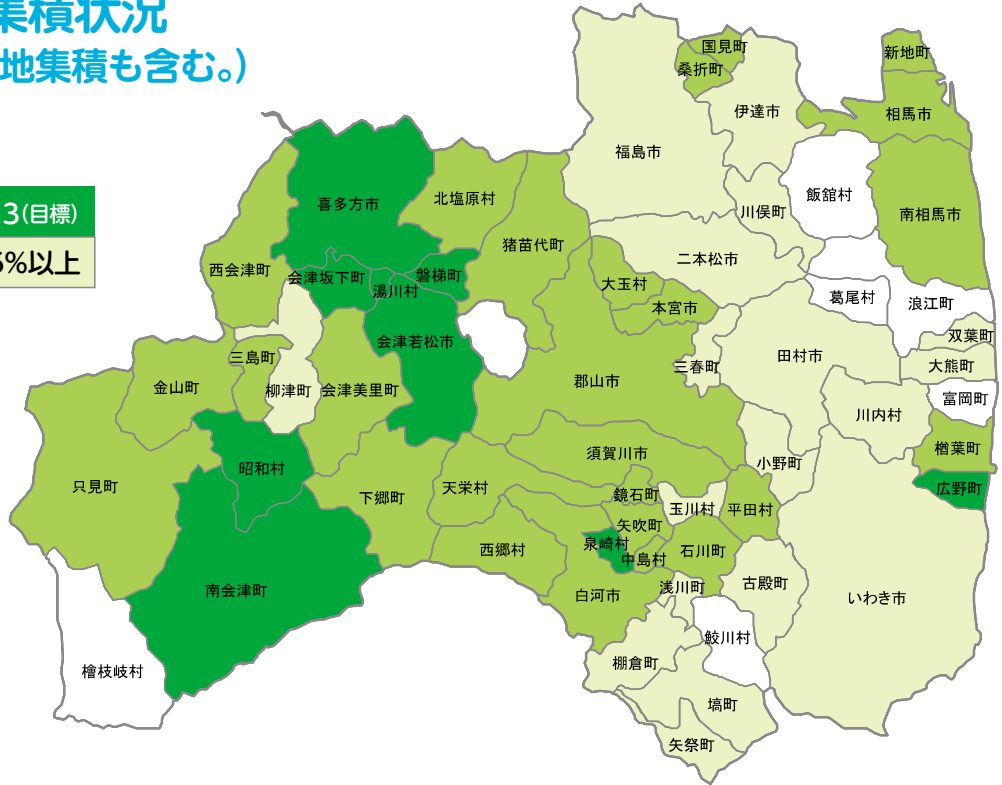 集積状況
地集積も含む。)
3(目標)
%以上
国見町
桑折町
新地町
伊達市
相馬市
福島市
飯舘村
川俣町
南相馬市
喜多方市
北塩原村
猪苗代町
二本松市
西会津町
会津坂下町
磐梯町
湯川村
大玉村
本宮市
葛尾村
浪江町
双葉町
会津若松市
三島町
柳津町
会津美里町
金山町
郡山市
三春町
田村市
大熊町
富岡町
川内村
楢葉町
広野町
只見町
昭和村
下郷町
天栄村
須賀川市
小野町
鏡石町
玉川村
平田村
矢吹町
泉崎村
中島村
石川町
西郷村
白河市
浅川町
古殿町
いわき市
南会津町
檜枝岐村
鮫川村
棚倉町
塙町
矢祭町